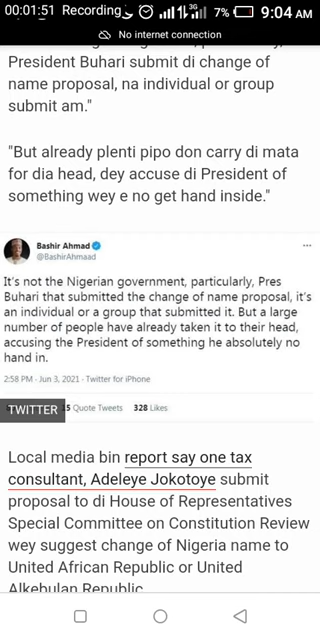 00:01:51 Recording 3G 7% 9:04 AM
No internet connection
President Buhari submit di change of
name proposal, na individual or group
submit am."
"But already plenti pipo don carry di mata
for dia head, dey accuse di President of
something wey e no get hand inside."
Bashir Ahmad
@BashirAhmaad
It's not the Nigerian government, particularly, Pres
Buhari that submitted the change of name proposal, it's
an individual or a group that submitted it. But a large
number of people have already taken it to their head,
accusing the President of something he absolutely no
hand in.
2:58 PM · Jun 3, 2021 · Twitter for iPhone
TWITTER 5 Quote Tweets 328 Likes
Local media bin report say one tax
consultant, Adeleye Jokotoye submit
proposal to di House of Representatives
Special Committee on Constitution Review
wey suggest change of Nigeria name to
United African Republic or United
Alkebulan Republic